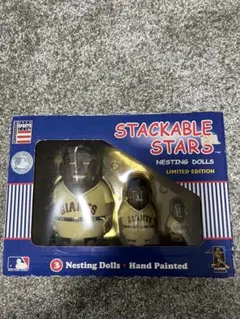 STACKABLE
STARS
NESTING DOLLS
LIMITED EDITION
GIANTS
GIANTS
3 Nesting Dolls • Hand Painted